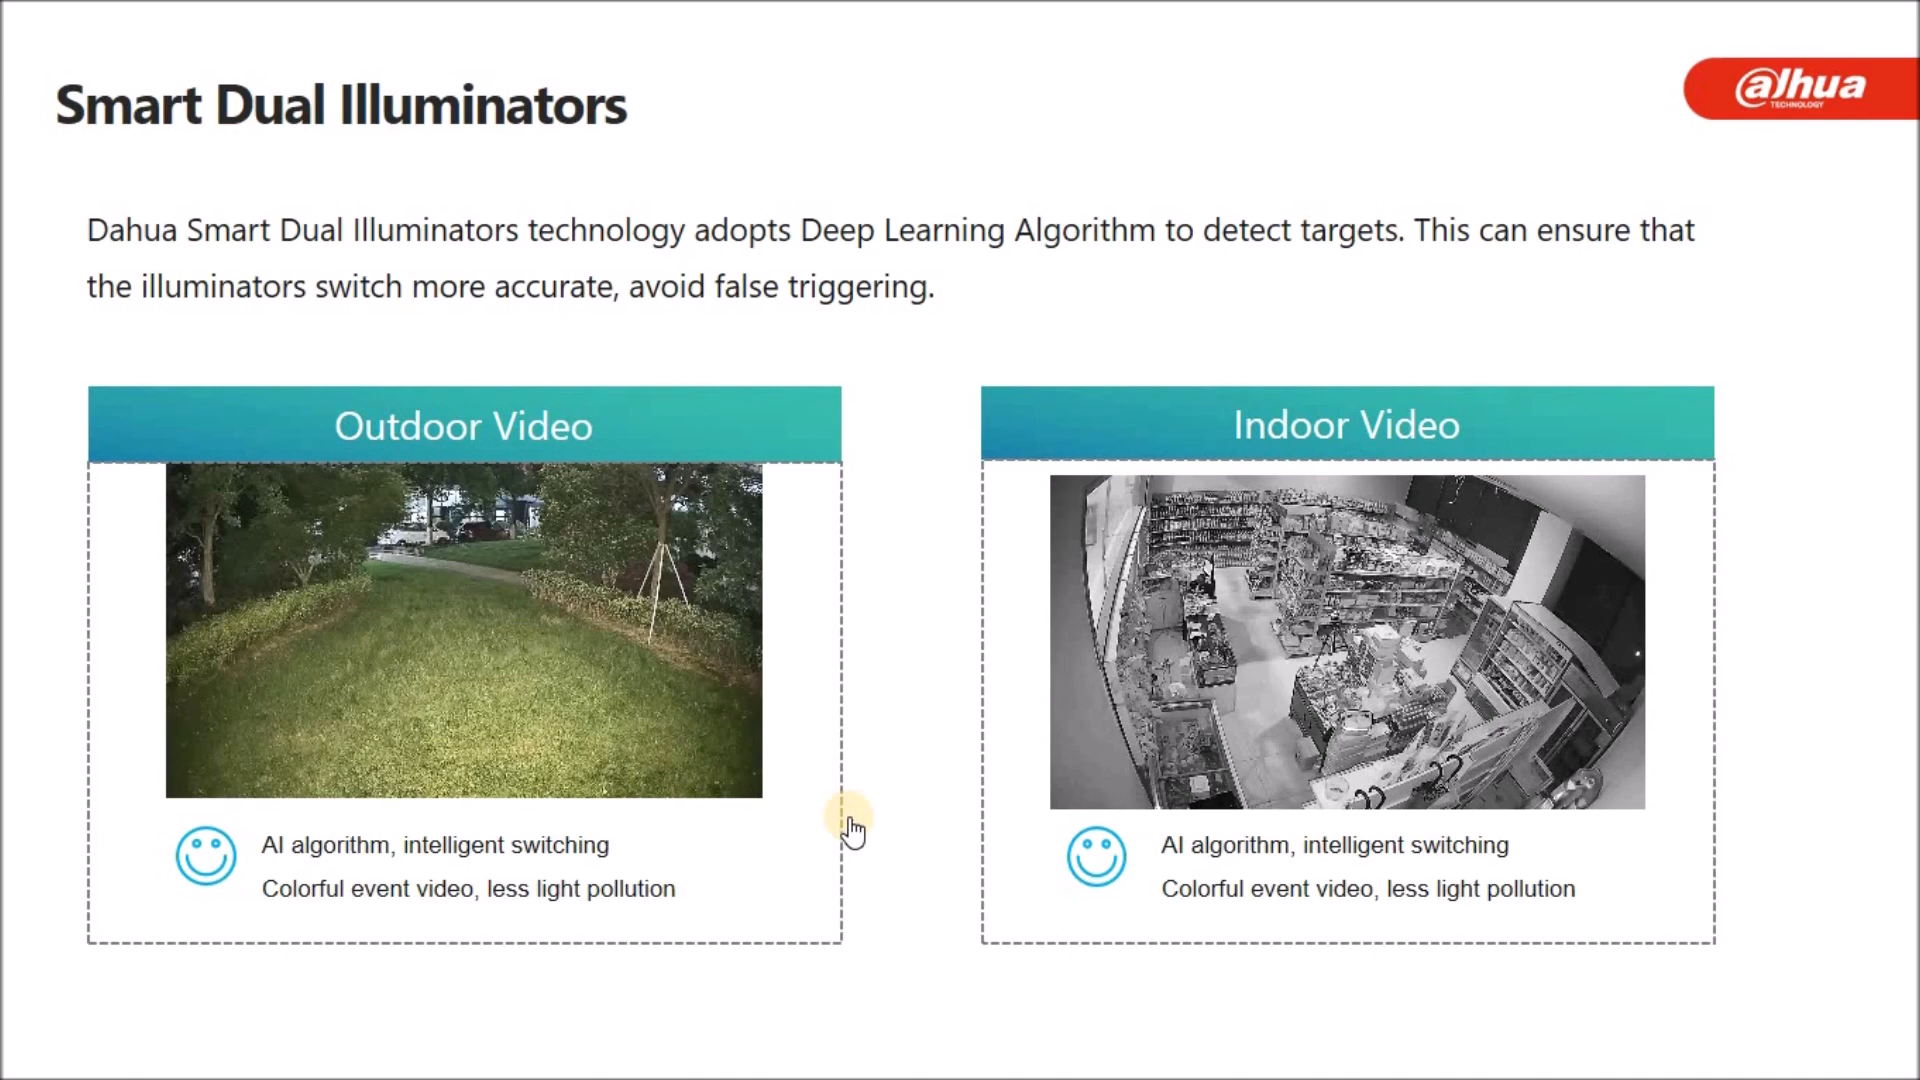 Smart Dual Illuminators
alhua
TECHNOLOGY
Dahua Smart Dual Illuminators technology adopts Deep Learning Algorithm to detect targets. This can ensure that
the illuminators switch more accurate, avoid false triggering.
Outdoor Video
AI algorithm, intelligent switching
Colorful event video, less light pollution
Indoor Video
AI algorithm, intelligent switching
Colorful event video, less light pollution